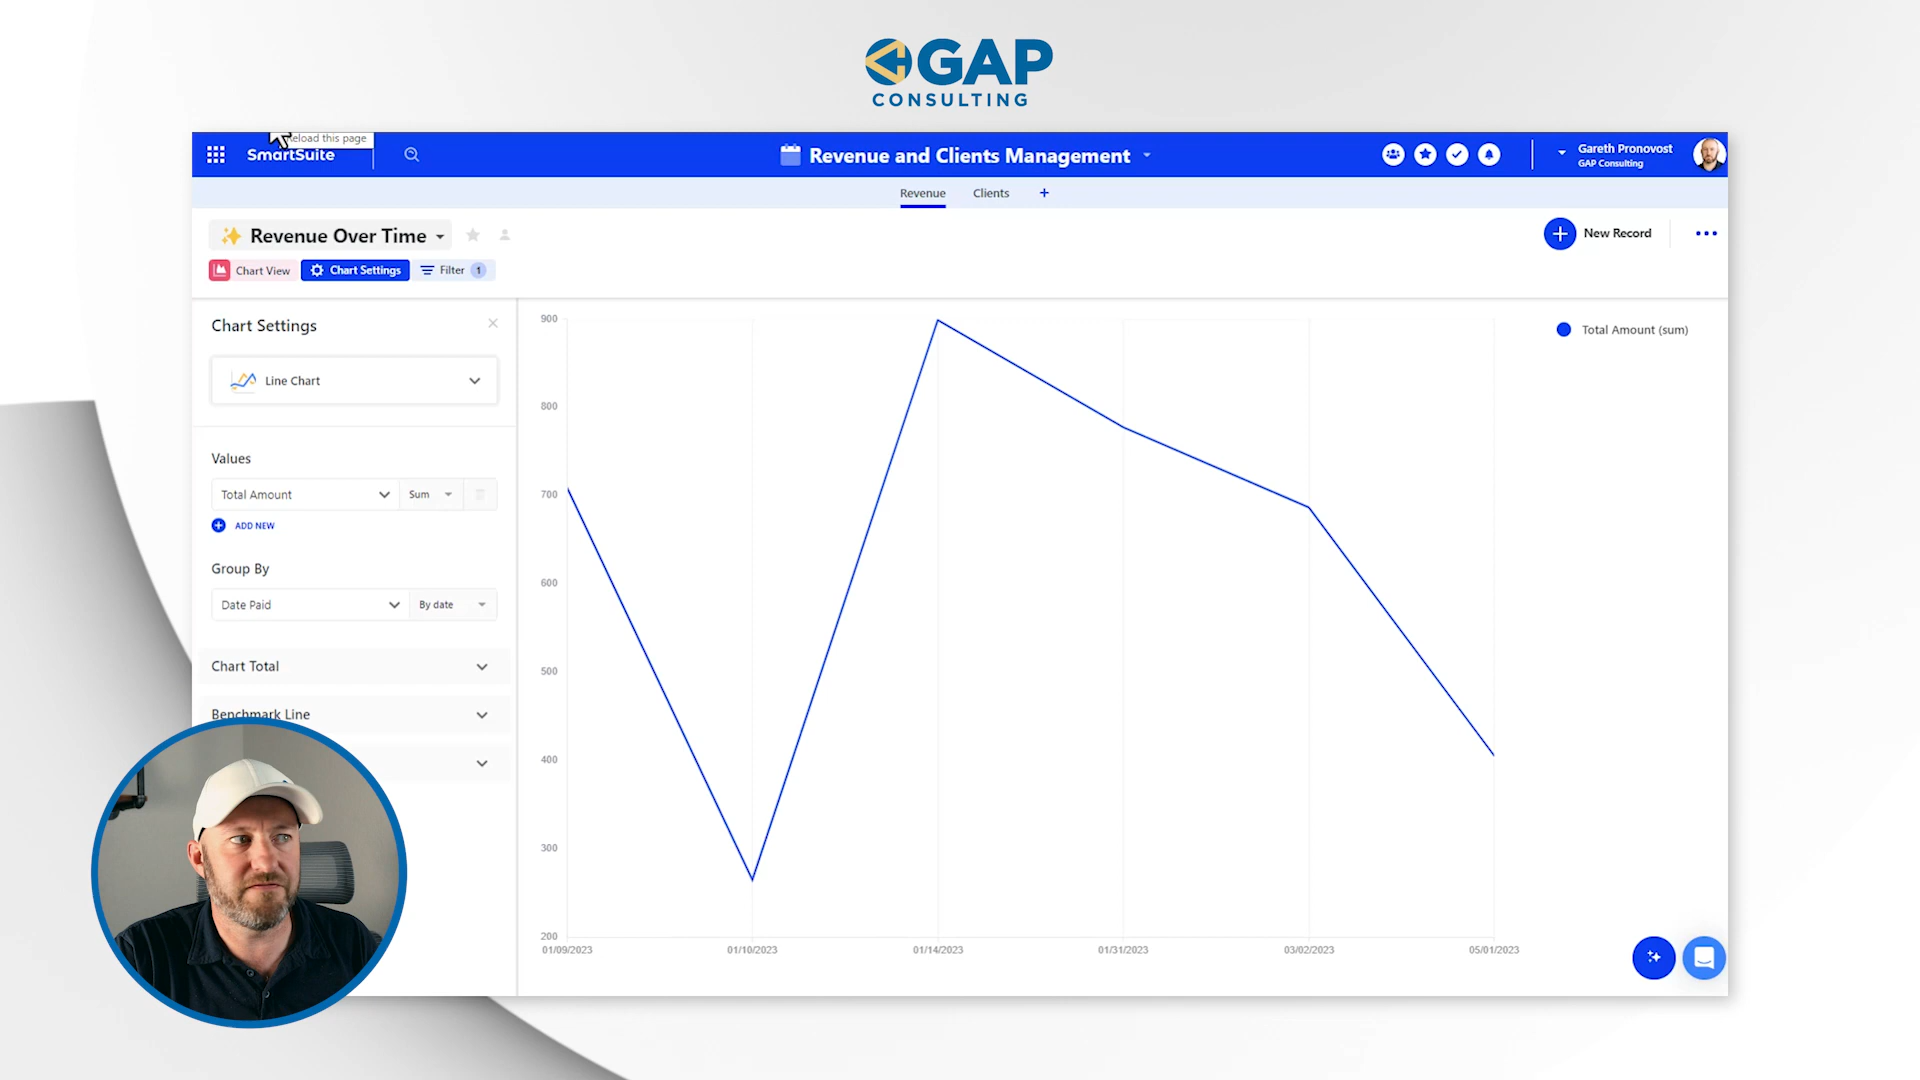 GAP
CONSULTING
Reload this page
SmartSuite
Revenue and Clients Management
Gareth Pronovost
GAP Consulting
Revenue
Clients
+
Revenue Over Time
New Record
Chart View
Chart Settings
Filter 1
Chart Settings
Line Chart
Values
Total Amount
Sum
ADD NEW
Group By
Date Paid
By date
Chart Total
Benchmark Line
900
800
700
600
500
400
300
200
01/09/2023
01/10/2023
01/14/2023
01/31/2023
03/02/2023
05/01/2023
Total Amount (sum)